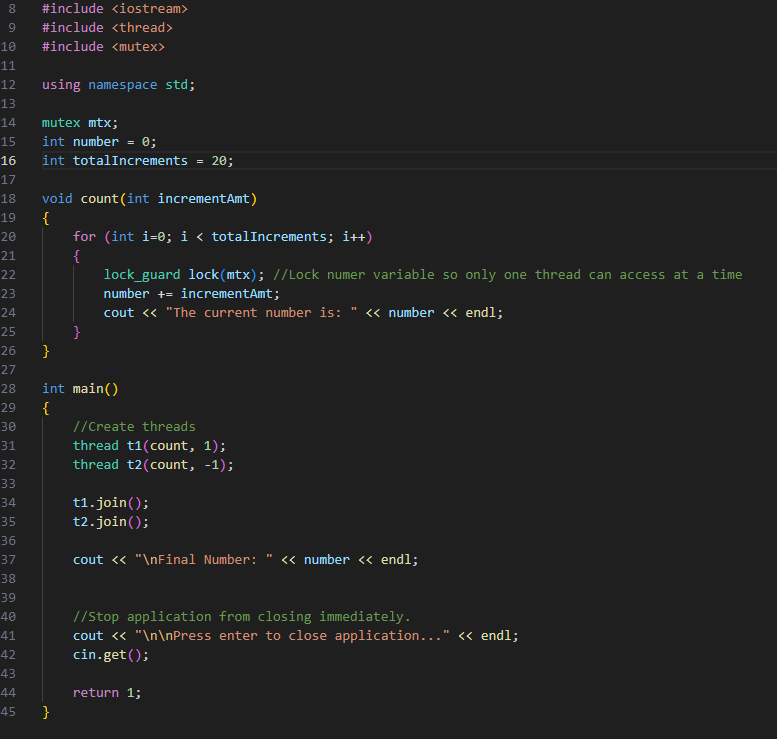 8 #include <iostream>
9 #include <thread>
10 #include <mutex>
11
12 using namespace std;
13
14 mutex mtx;
15 int number = 0;
16 int totalIncrements = 20;
17
18 void count(int incrementAmt)
19 {
20     for (int i=0; i < totalIncrements; i++)
21     {
22         lock_guard lock(mtx); //Lock numer variable so only one thread can access at a time
23         number += incrementAmt;
24         cout << "The current number is: " << number << endl;
25     }
26 }
27
28 int main()
29 {
30     //Create threads
31     thread t1(count, 1);
32     thread t2(count, -1);
33
34     t1.join();
35     t2.join();
36
37     cout << "\nFinal Number: " << number << endl;
38
39
40     //Stop application from closing immediately.
41     cout << "\n\nPress enter to close application..." << endl;
42     cin.get();
43
44     return 1;
45 }